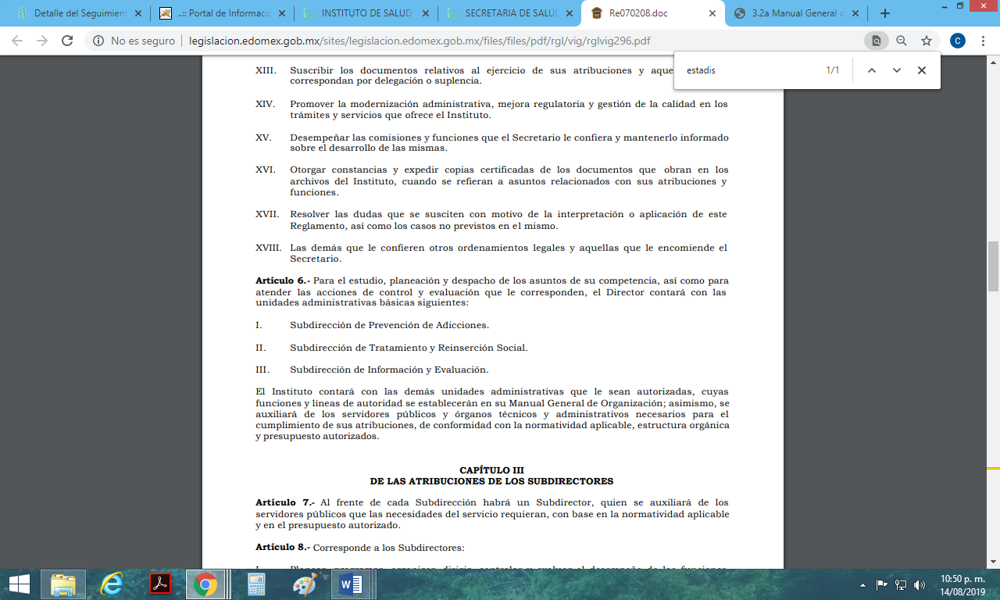 Detalle del Seguimient
..:: Portal de Informació
INSTITUTO DE SALUD
SECRETARIA DE SALUD
Re070208.doc
3.2a Manual General d
No es seguro
legislacion.edomex.gob.mx/sites/legislacion.edomex.gob.mx/files/files/pdf/rgl/vig/rglvig296.pdf
C
estadis
1/1
XIII. Suscribir los documentos relativos al ejercicio de sus atribuciones y aque
correspondan por delegación o suplencia.
XIV. Promover la modernización administrativa, mejora regulatoria y gestión de la calidad en los
trámites y servicios que ofrece el Instituto.
XV. Desempeñar las comisiones y funciones que el Secretario le confiera y mantenerlo informado
sobre el desarrollo de las mismas.
XVI. Otorgar constancias y expedir copias certificadas de los documentos que obran en los
archivos del Instituto, cuando se refieran a asuntos relacionados con sus atribuciones y
funciones.
XVII. Resolver las dudas que se susciten con motivo de la interpretación o aplicación de este
Reglamento, así como los casos no previstos en el mismo.
XVIII. Las demás que le confieren otros ordenamientos legales y aquellas que le encomiende el
Secretario.
Artículo 6.- Para el estudio, planeación y despacho de los asuntos de su competencia, así como para
atender las acciones de control y evaluación que le corresponden, el Director contará con las
unidades administrativas básicas siguientes:
I. Subdirección de Prevención de Adicciones.
II. Subdirección de Tratamiento y Reinserción Social.
III. Subdirección de Información y Evaluación.
El Instituto contará con las demás unidades administrativas que le sean autorizadas, cuyas
funciones y líneas de autoridad se establecerán en su Manual General de Organización; asimismo, se
auxiliará de los servidores públicos y órganos técnicos y administrativos necesarios para el
cumplimiento de sus atribuciones, de conformidad con la normatividad aplicable, estructura orgánica
y presupuesto autorizados.
CAPÍTULO III
DE LAS ATRIBUCIONES DE LOS SUBDIRECTORES
Artículo 7.- Al frente de cada Subdirección habrá un Subdirector, quien se auxiliará de los
servidores públicos que las necesidades del servicio requieran, con base en la normatividad aplicable
y en el presupuesto autorizado.
Artículo 8.- Corresponde a los Subdirectores:
I. Planear, programar, organizar, dirigir, controlar y evaluar el desempeño de las funciones
10:50 p. m.
14/08/2019